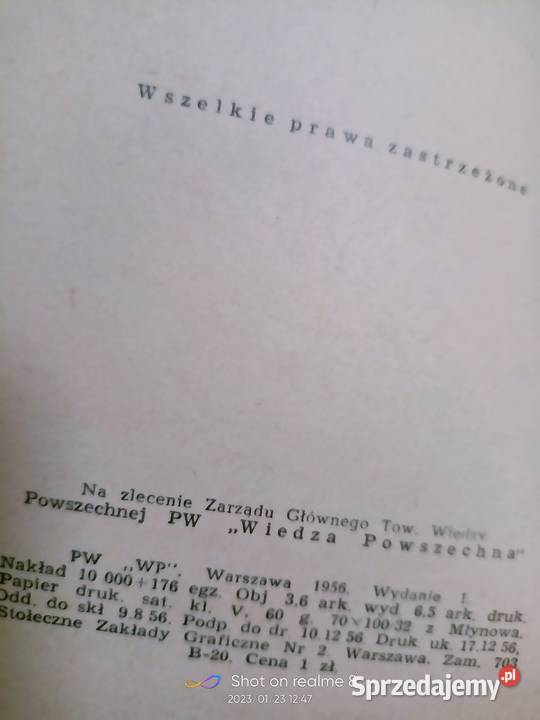 Wszelkie prawa zastrzeżone
Na zlecenie Zarządu Głównego Tow. Wiedzy
Powszechnej PW „Wiedza Powszechna"
PW „WP". Warszawa 1956. Wydanie I.
Nakład 10 000+176 egz. Obj 3.6 ark. wyd 6.5 ark. druk.
Papier druk. sat. kl. V. 60 g. 70×100/32 z Młynowa.
Odd. do skł 9.8 56. Podp. do dr. 10.12 56 Druk. uk. 17.12 56,
Stołeczne Zakłady Graficzne Nr 2. Warszawa. Zam. 703
B-20. Cena 1 zł.
Shot on realme 8
2023. 01. 23 12:47
Sprzedajemy.pl